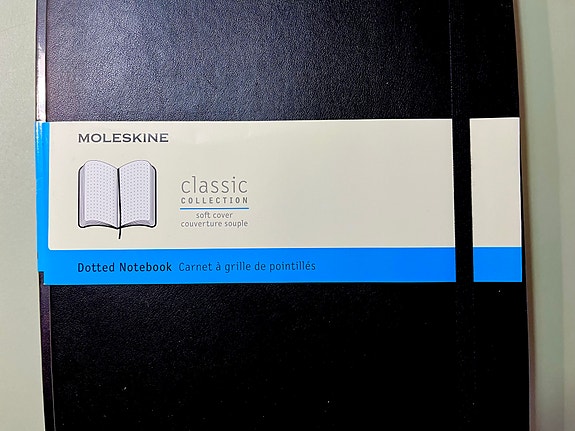 MOLESKINE
classic
COLLECTION
soft cover
couverture souple
Dotted Notebook Carnet à grille de pointillés